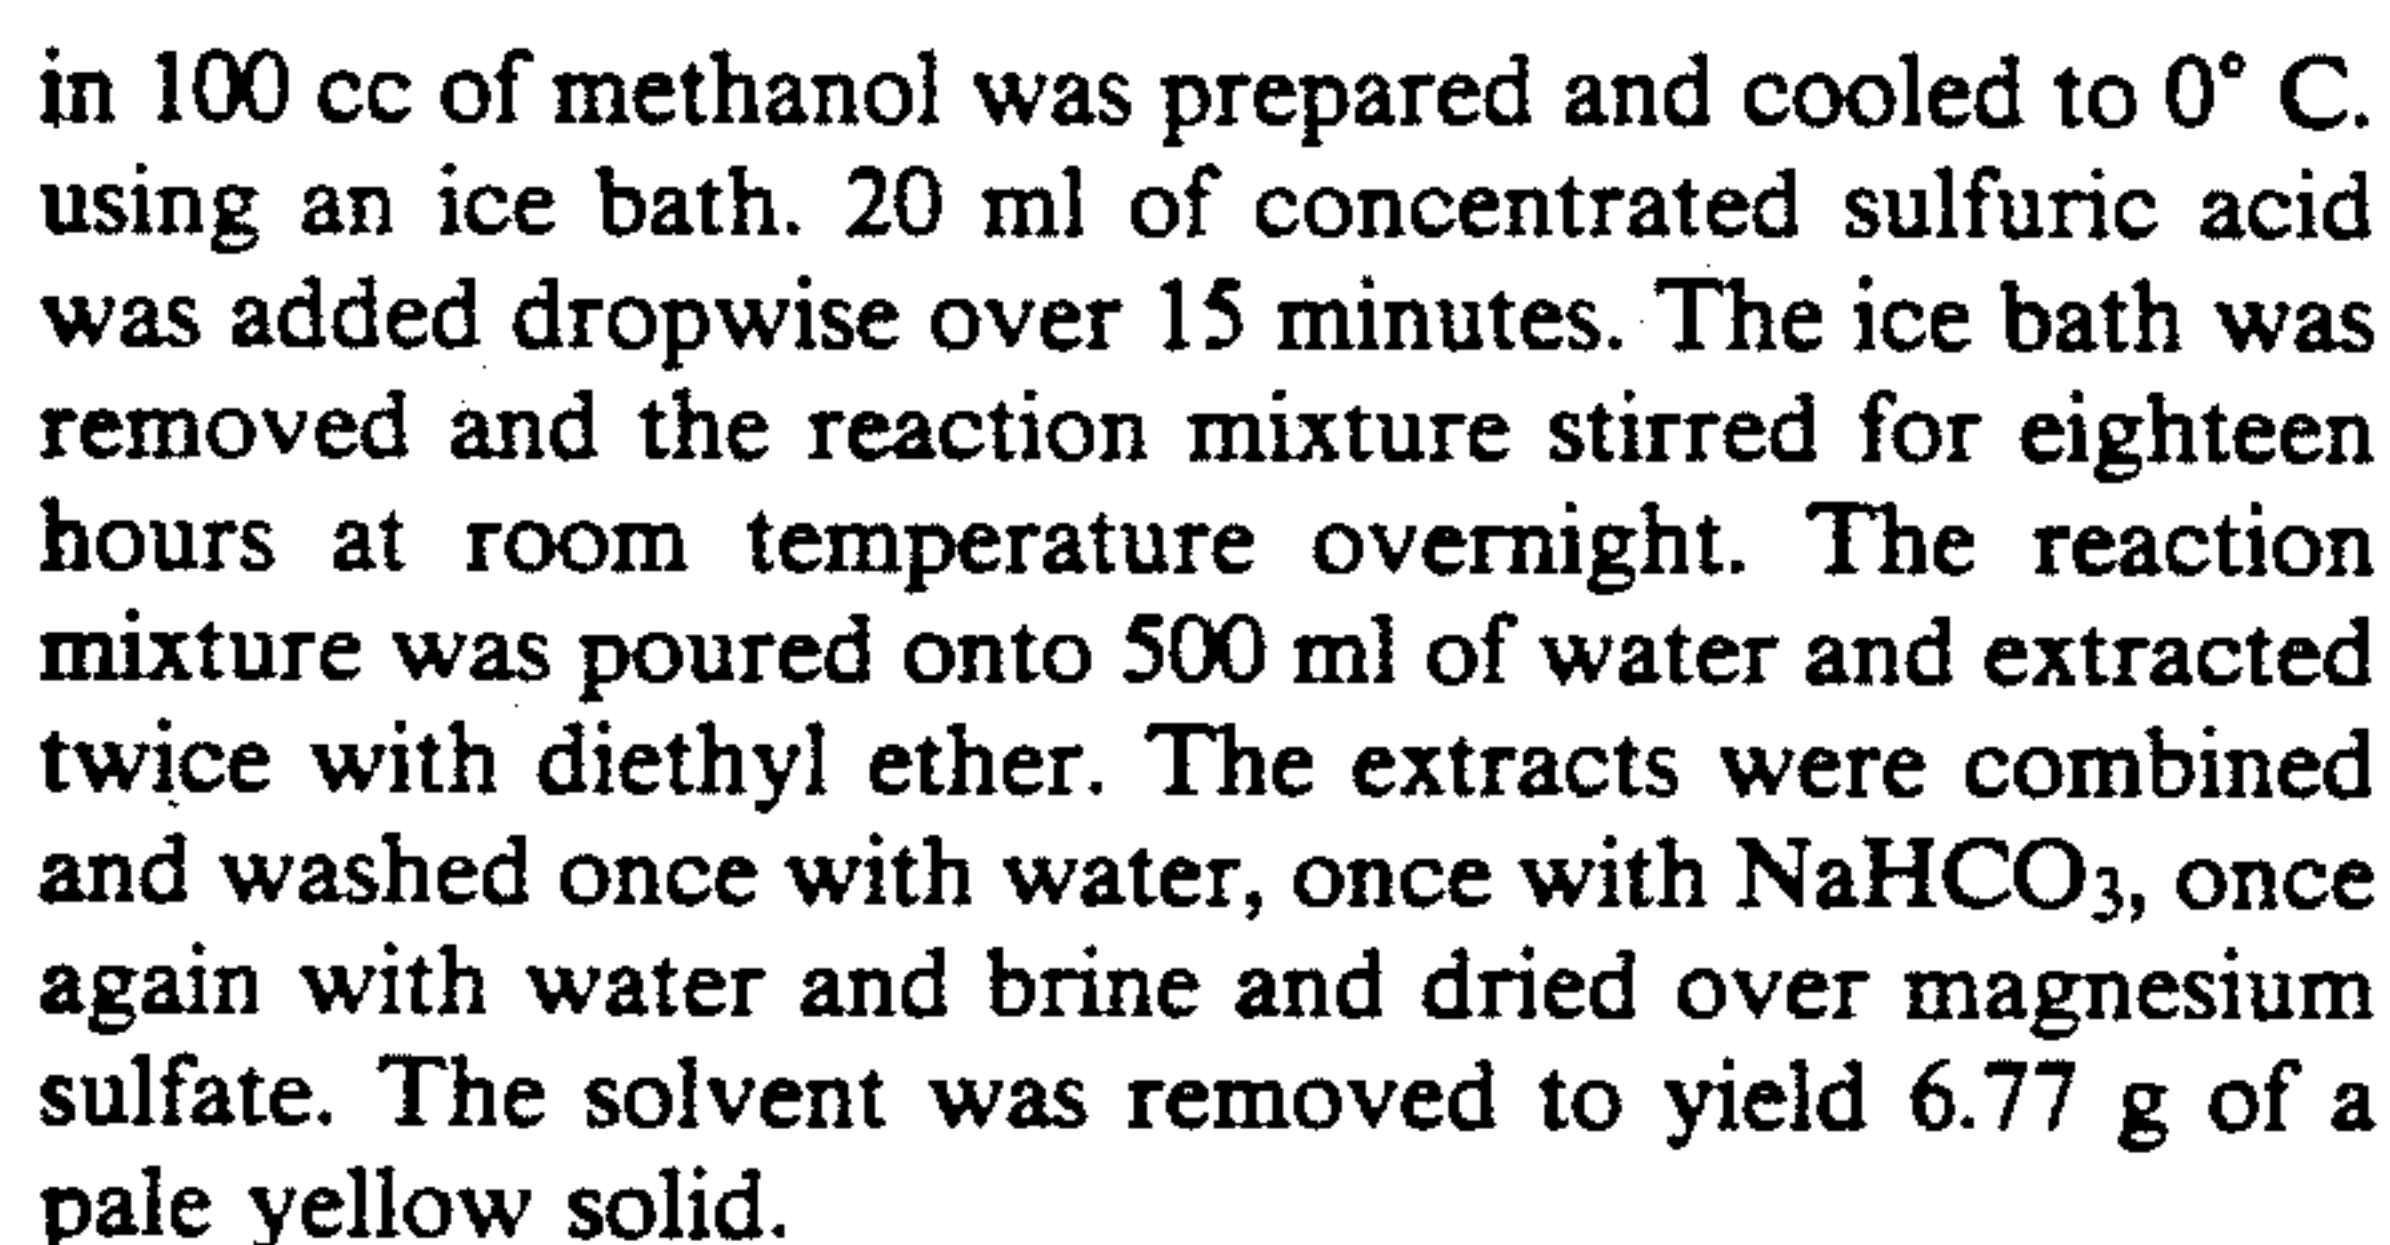 in 100 cc of methanol was prepared and cooled to 0° C.
using an ice bath. 20 ml of concentrated sulfuric acid
was added dropwise over 15 minutes. The ice bath was
removed and the reaction mixture stirred for eighteen
hours at room temperature overnight. The reaction
mixture was poured onto 500 ml of water and extracted
twice with diethyl ether. The extracts were combined
and washed once with water, once with NaHCO₃, once
again with water and brine and dried over magnesium
sulfate. The solvent was removed to yield 6.77 g of a
pale yellow solid.